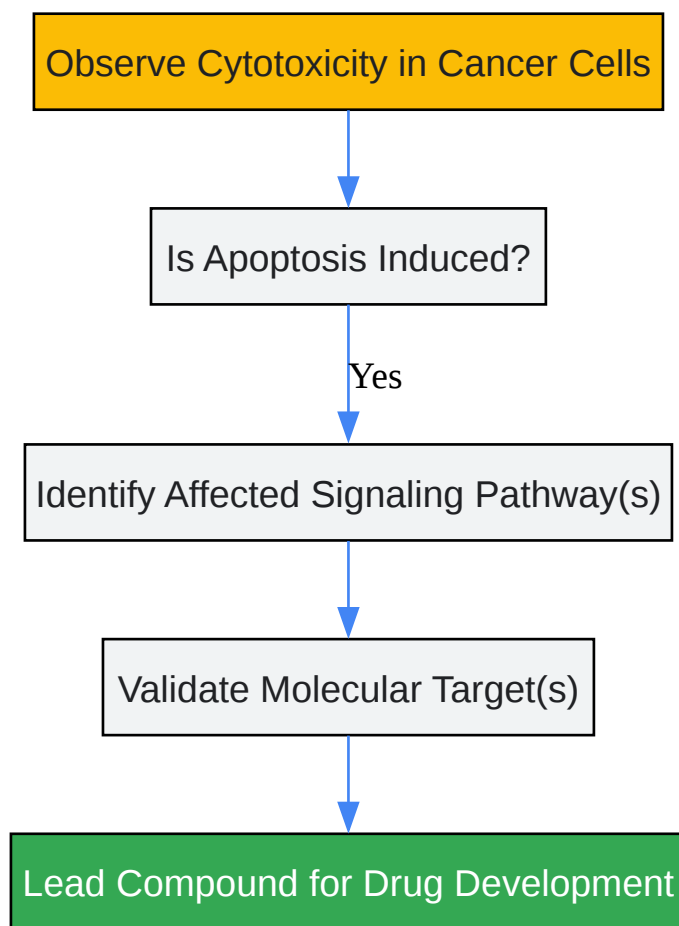 Observe Cytotoxicity in Cancer Cells
Is Apoptosis Induced?
Yes
Identify Affected Signaling Pathway(s)
Validate Molecular Target(s)
Lead Compound for Drug Development